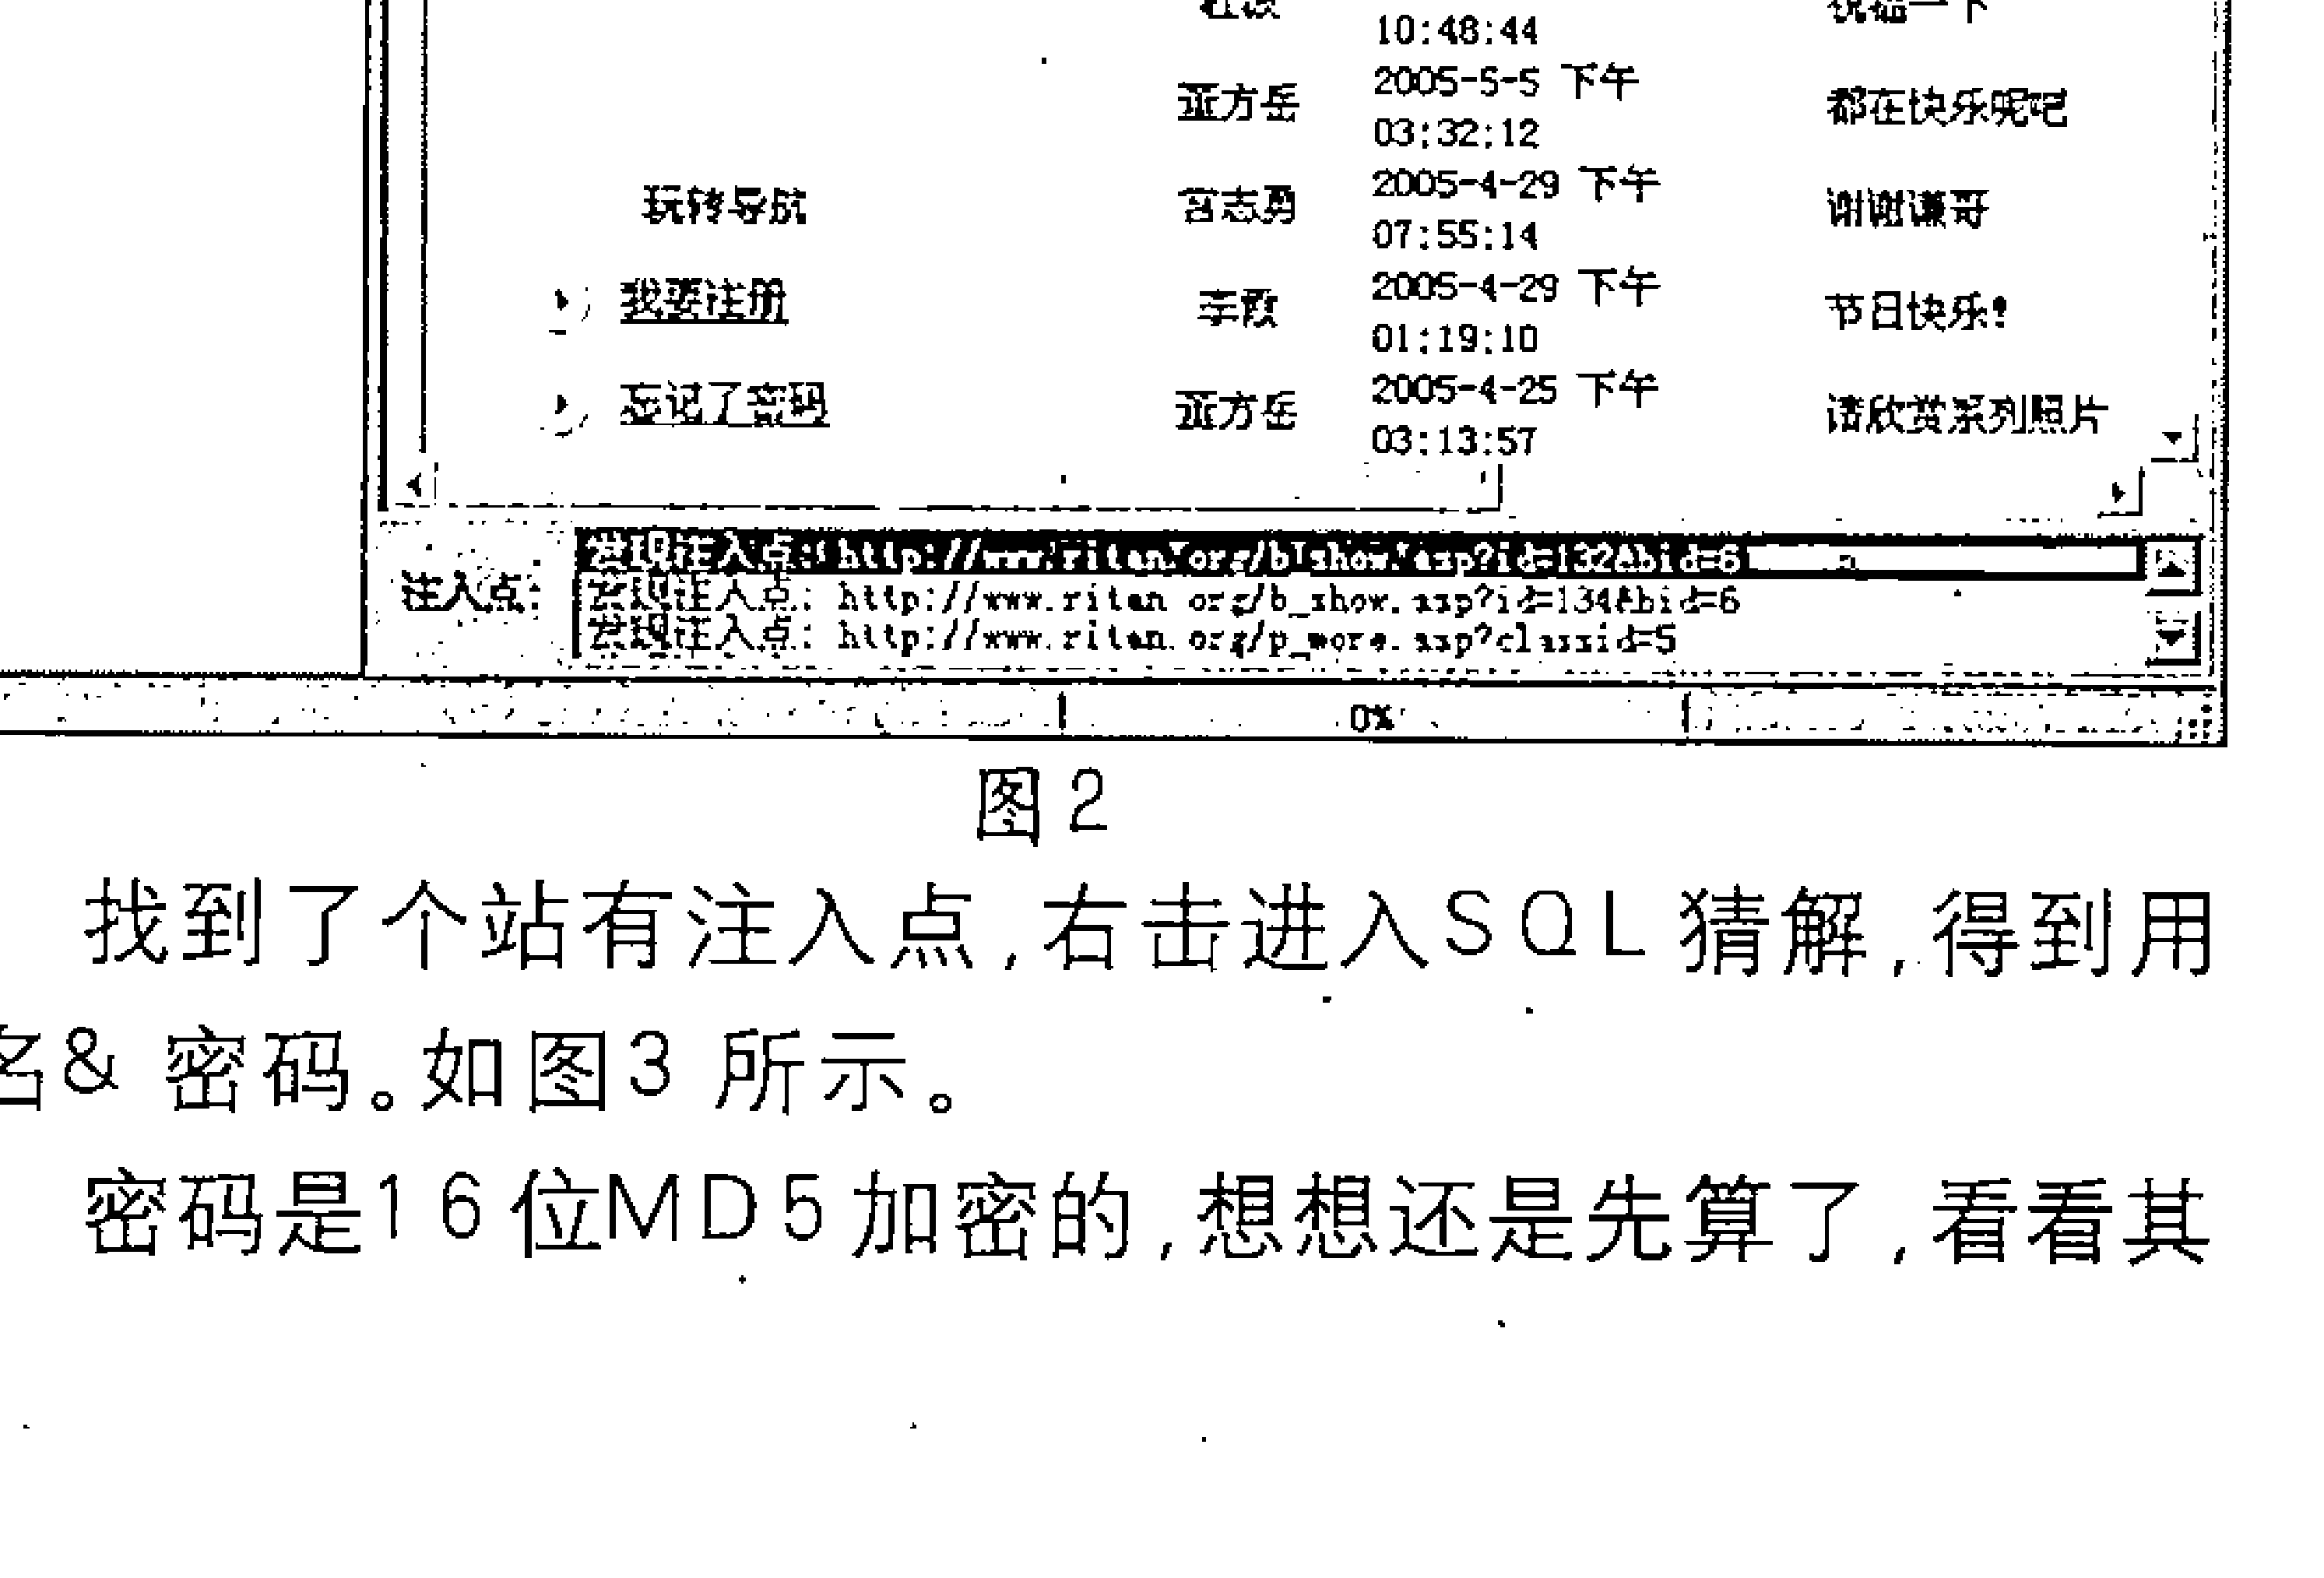 10:48:44
亚方岳 2005-5-5 下午 都在快乐呢吧
03:32:12
玩转导航 宫志勇 2005-4-29 下午 谢谢谦哥
07:55:14
我要注册 李霞 2005-4-29 下午 节日快乐!
01:19:10
忘记了密码 亚方岳 2005-4-25 下午 请欣赏系列照片
03:13:57
注入点:
发现注入点: http://www.ritan.org/b_show.asp?id=132&bid=6
发现注入点: http://www.ritan.org/b_show.asp?id=134&bid=6
发现注入点: http://www.ritan.org/p_more.asp?classid=5
0%
图2
找到了个站有注入点,右击进入SQL猜解,得到用
名&密码。如图3所示。
密码是16位MD5加密的,想想还是先算了,看看其